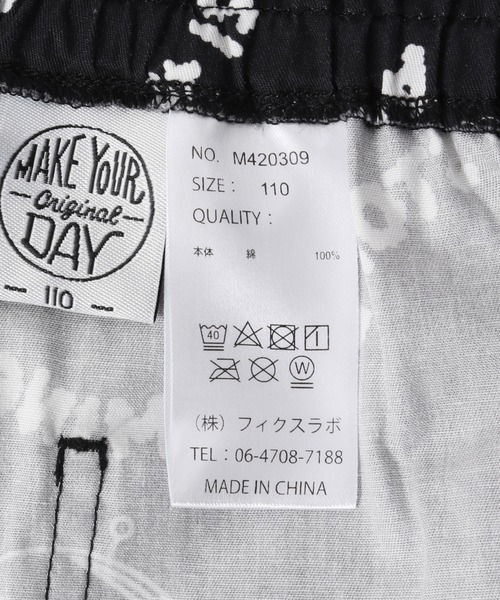 MAKE YOUR
Original
DAY
110
NO. M420309
SIZE : 110
QUALITY :
本体 綿 100%
40
W
(株) フィクスラボ
TEL : 06-4708-7188
MADE IN CHINA